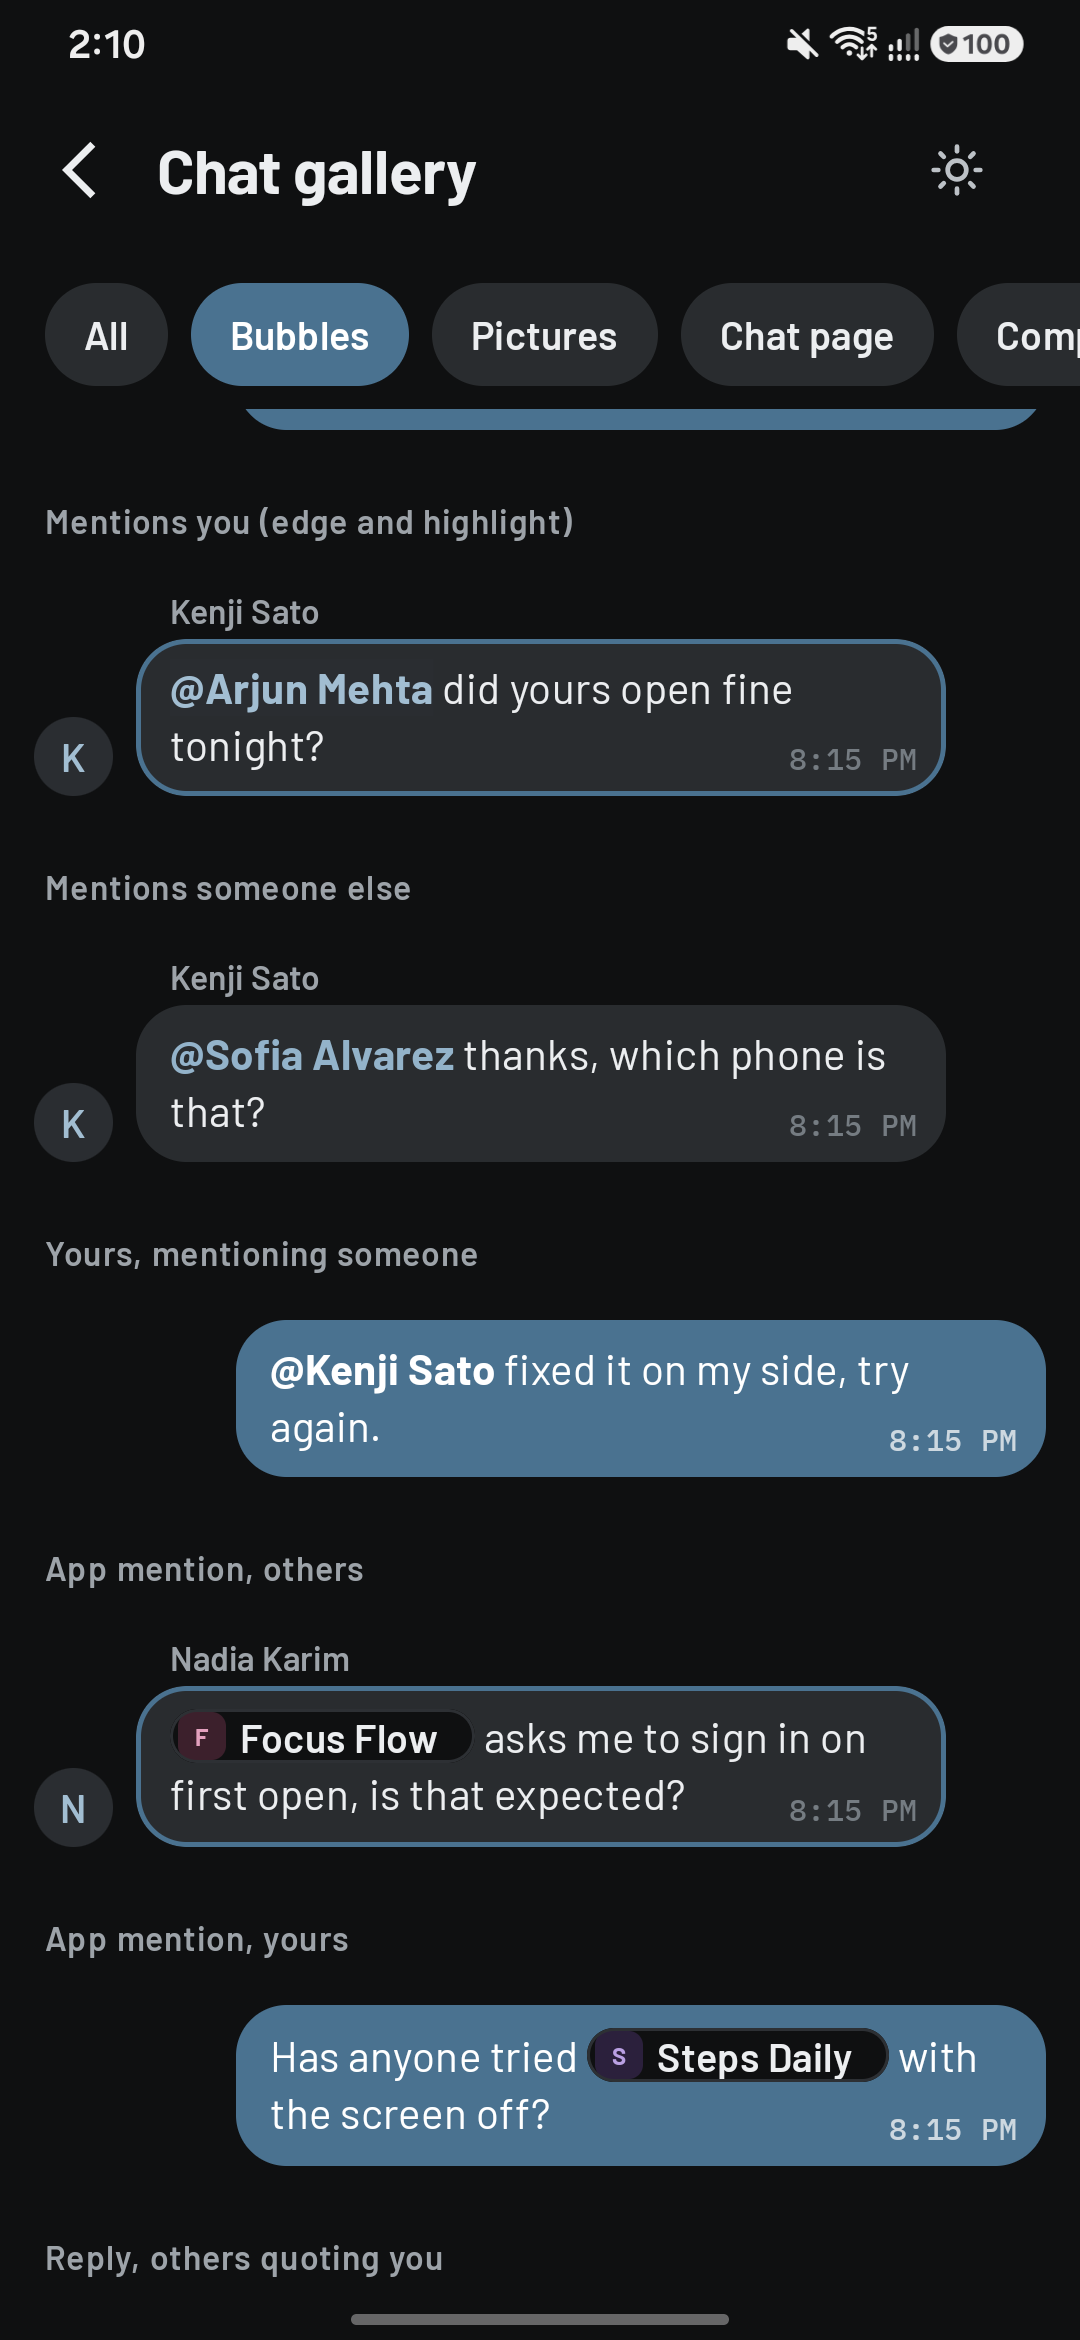 2:10
5
100
Chat gallery
All
Bubbles
Pictures
Chat page
Comp
Mentions you (edge and highlight)
Kenji Sato
@Arjun Mehta did yours open fine
tonight?
8:15 PM
K
Mentions someone else
Kenji Sato
@Sofia Alvarez thanks, which phone is
that?
8:15 PM
K
Yours, mentioning someone
@Kenji Sato fixed it on my side, try
again.
8:15 PM
App mention, others
Nadia Karim
F Focus Flow asks me to sign in on
first open, is that expected?
8:15 PM
N
App mention, yours
Has anyone tried S Steps Daily with
the screen off?
8:15 PM
Reply, others quoting you